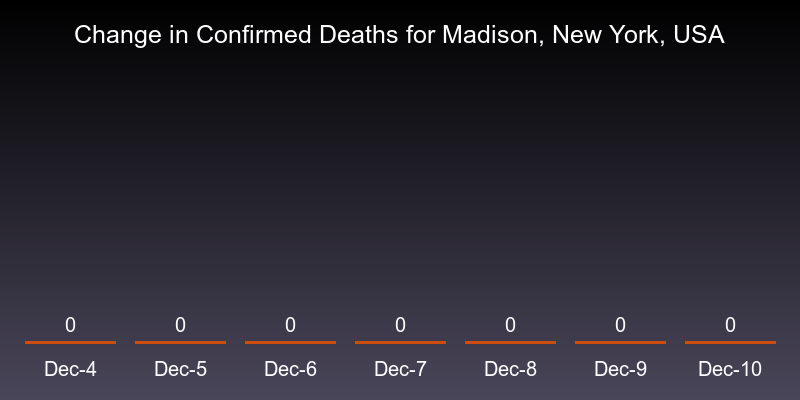 Change in Confirmed Deaths for Madison, New York, USA
0 0 0 0 0 0 0
Dec-4 Dec-5 Dec-6 Dec-7 Dec-8 Dec-9 Dec-10